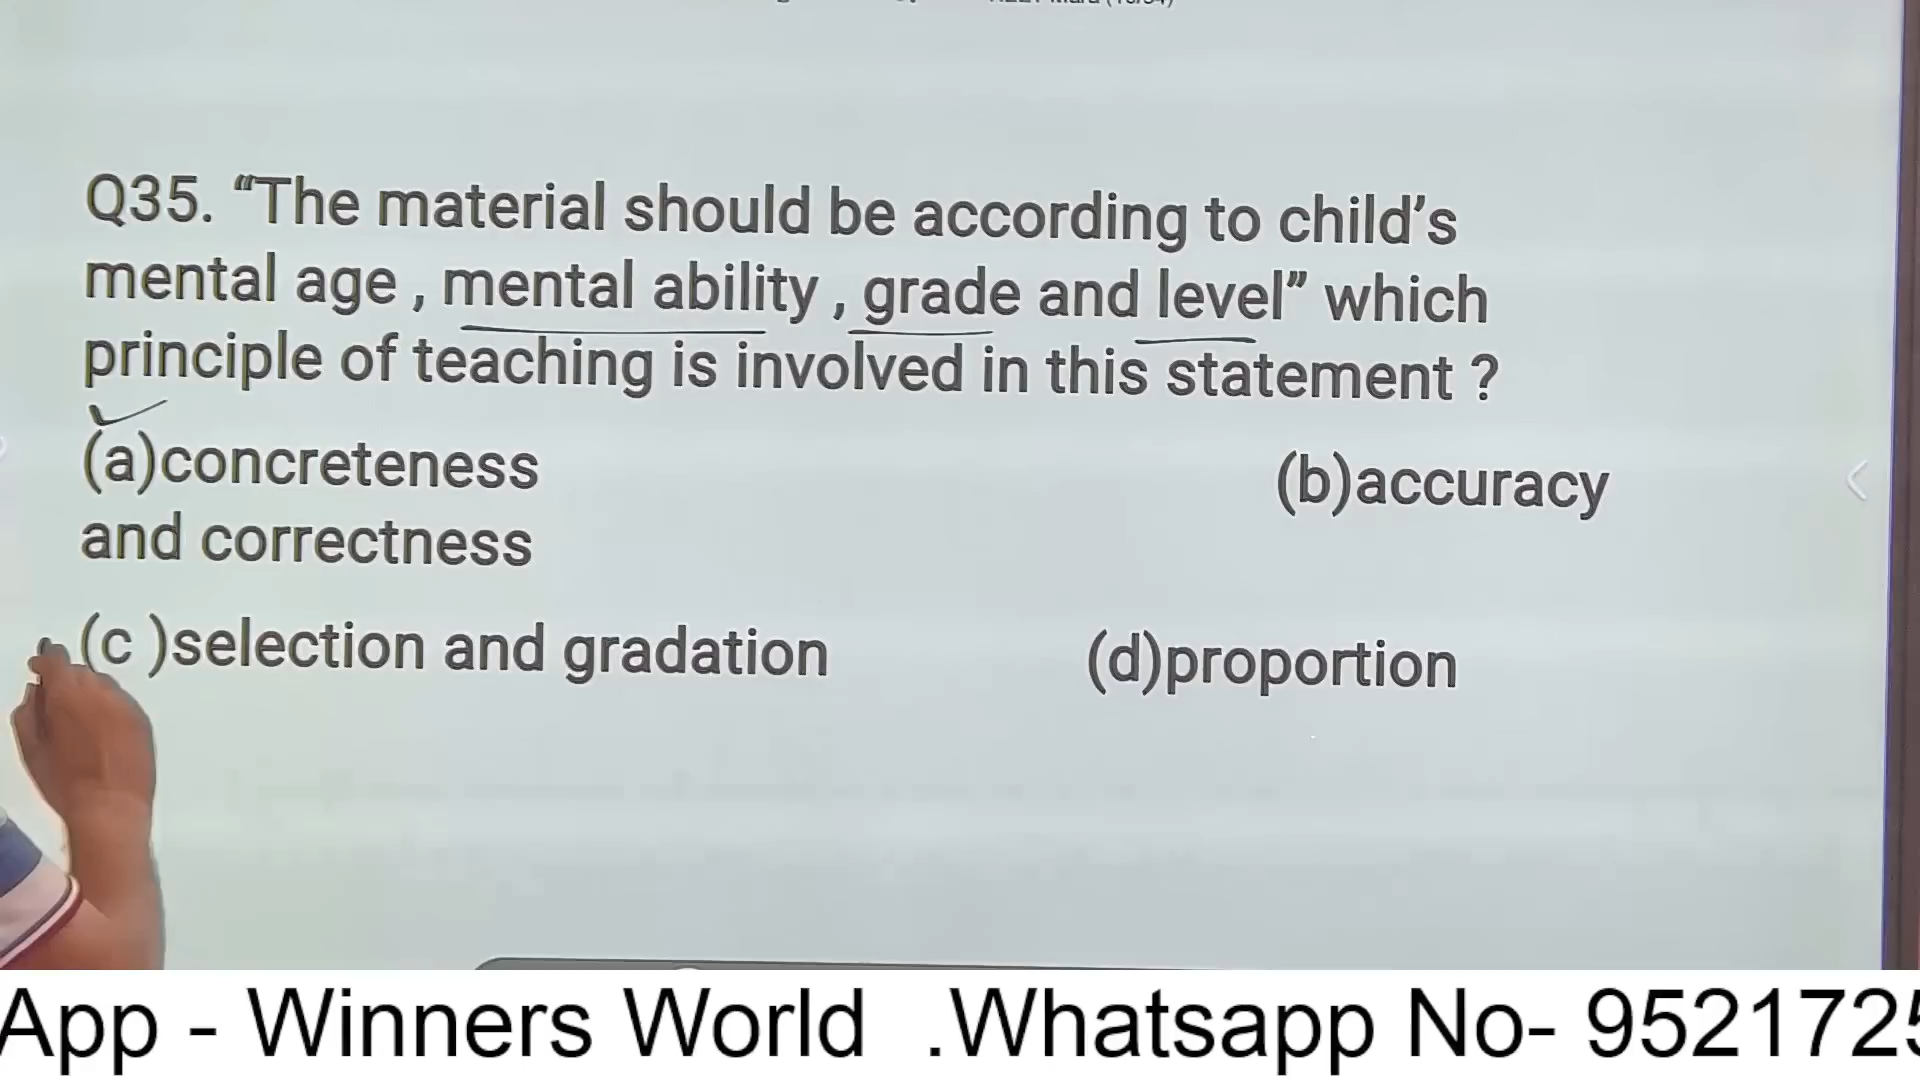 Q35. “The material should be according to child’s
mental age , mental ability , grade and level” which
principle of teaching is involved in this statement ?
(a)concreteness (b)accuracy
and correctness
(c )selection and gradation (d)proportion
App - Winners World .Whatsapp No- 952172